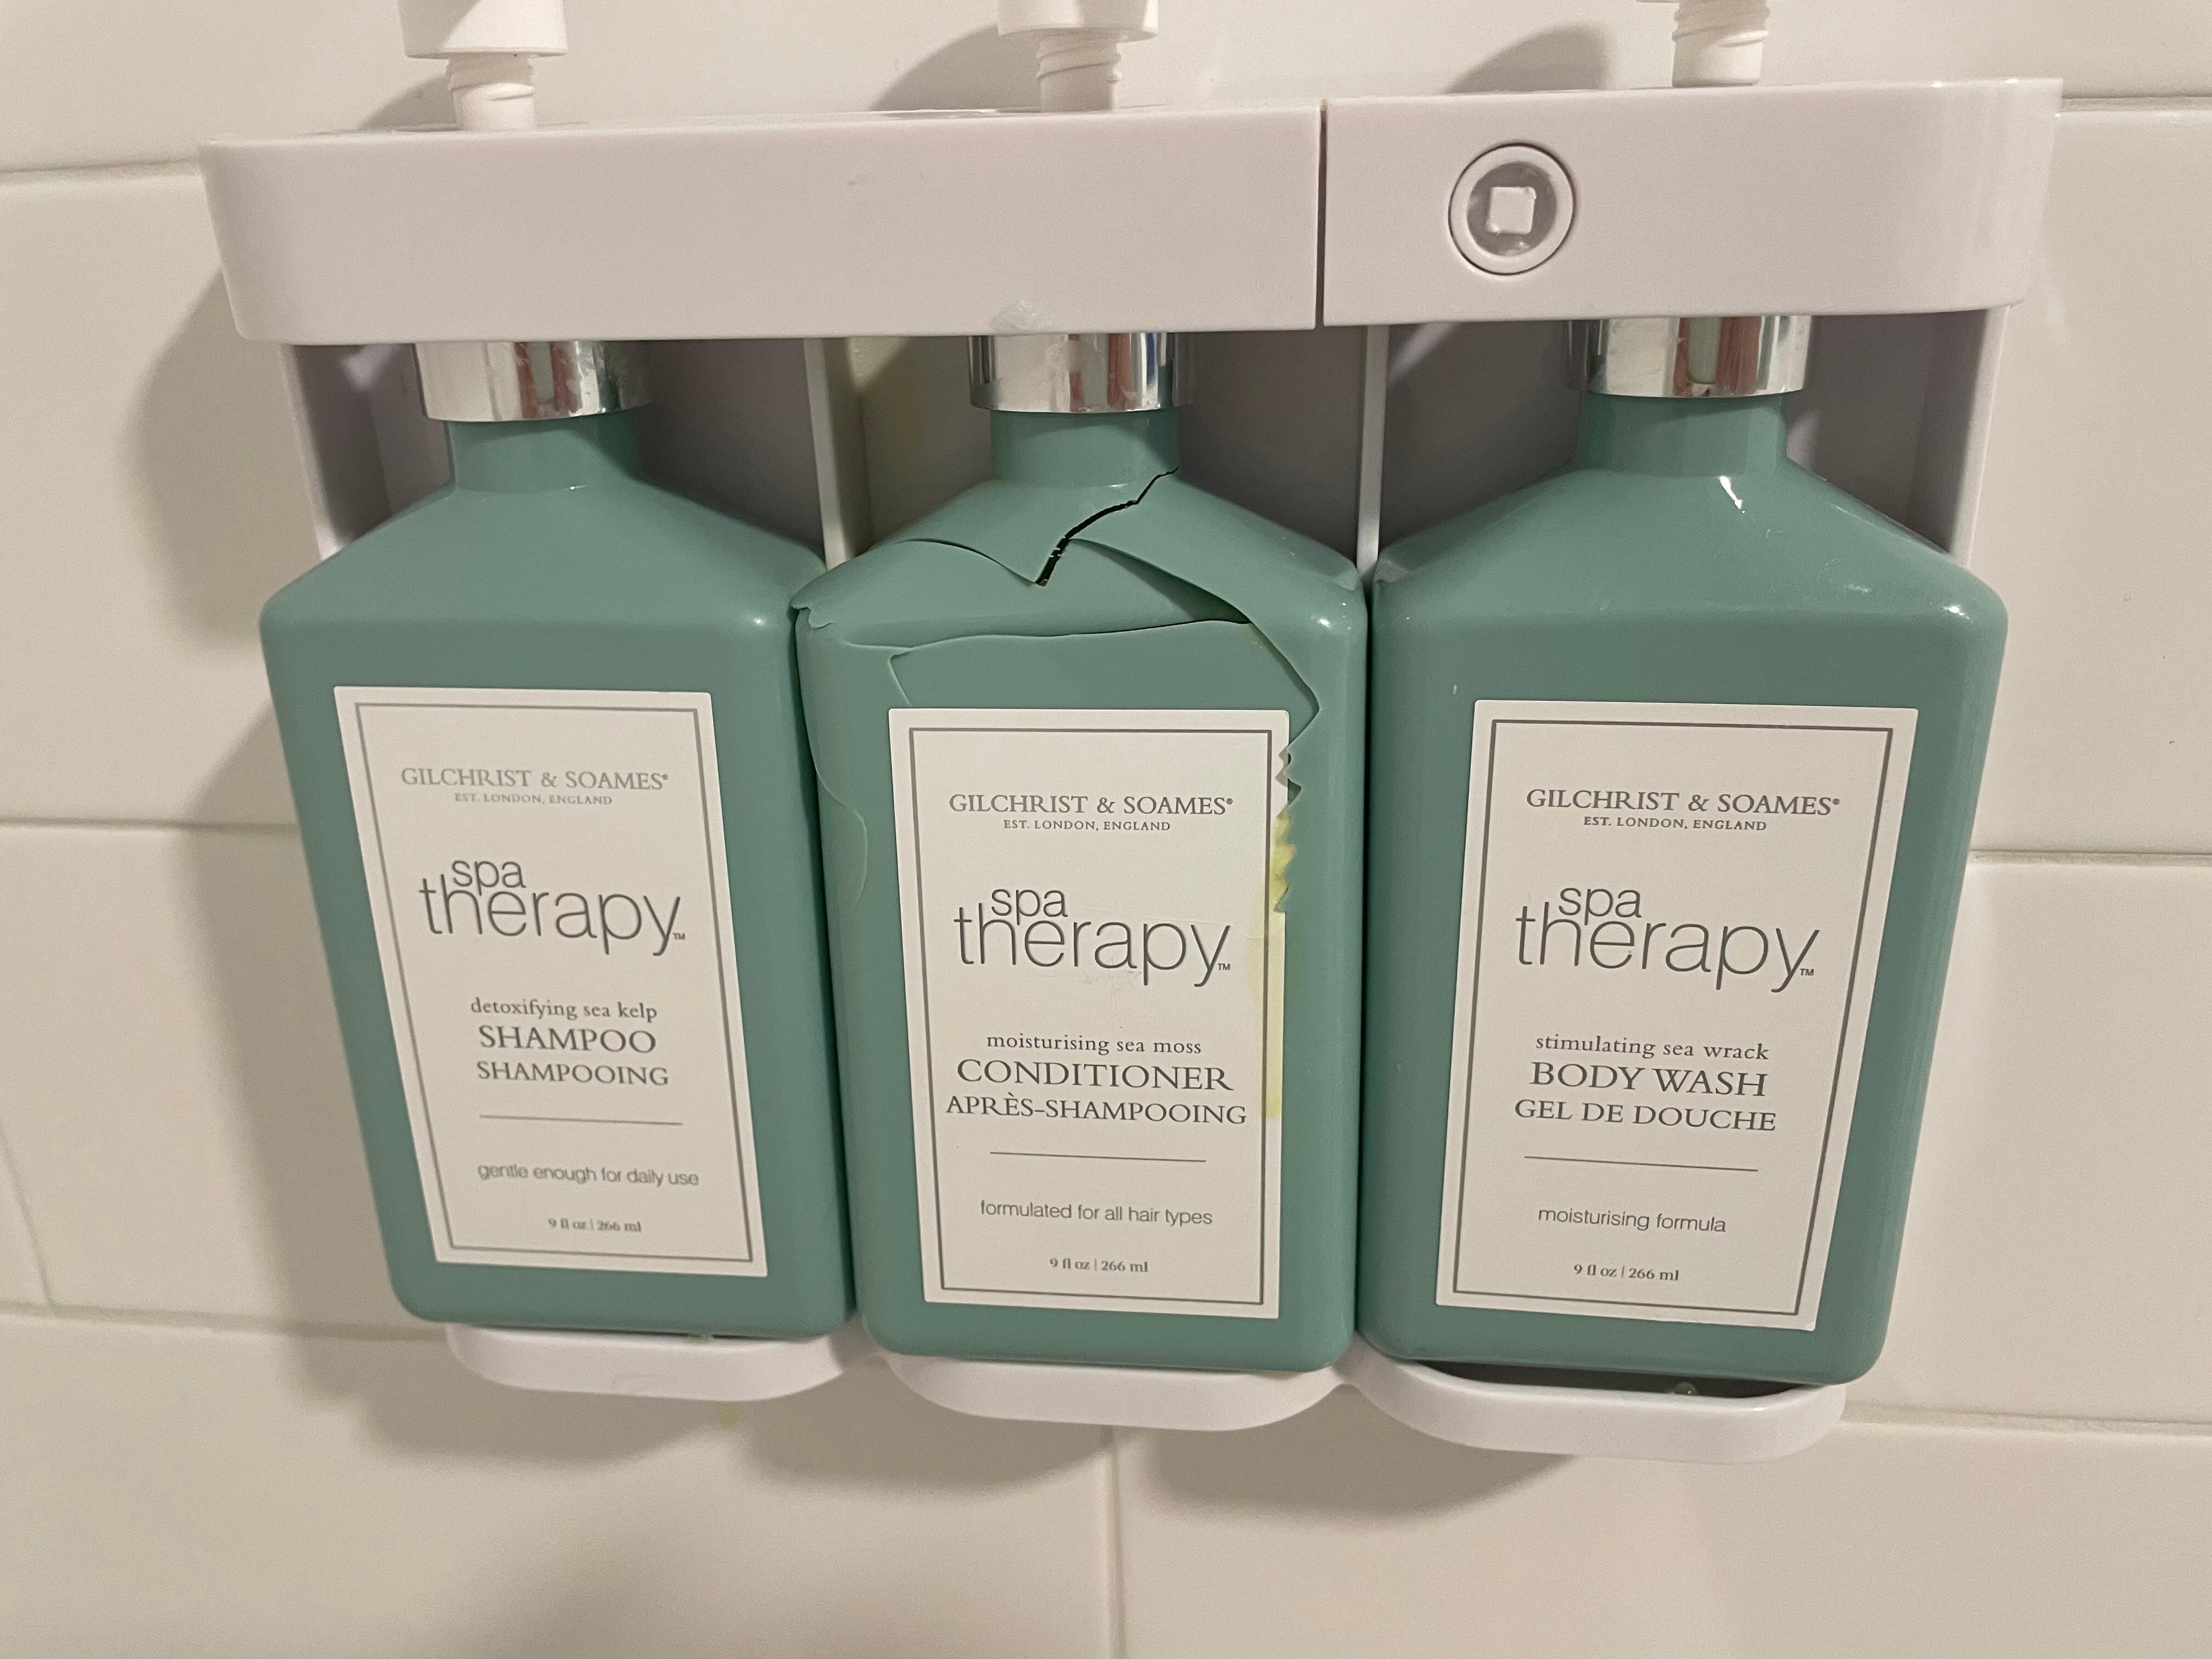 GILCHRIST & SOAMES®
EST. LONDON, ENGLAND
spa
therapy™
detoxifying sea kelp
SHAMPOO
SHAMPOOING
gentle enough for daily use
9 fl oz | 266 ml
GILCHRIST & SOAMES®
EST. LONDON, ENGLAND
spa
therapy™
moisturising sea moss
CONDITIONER
APRÈS-SHAMPOOING
formulated for all hair types
9 fl oz | 266 ml
GILCHRIST & SOAMES®
EST. LONDON, ENGLAND
spa
therapy™
stimulating sea wrack
BODY WASH
GEL DE DOUCHE
moisturising formula
9 fl oz | 266 ml